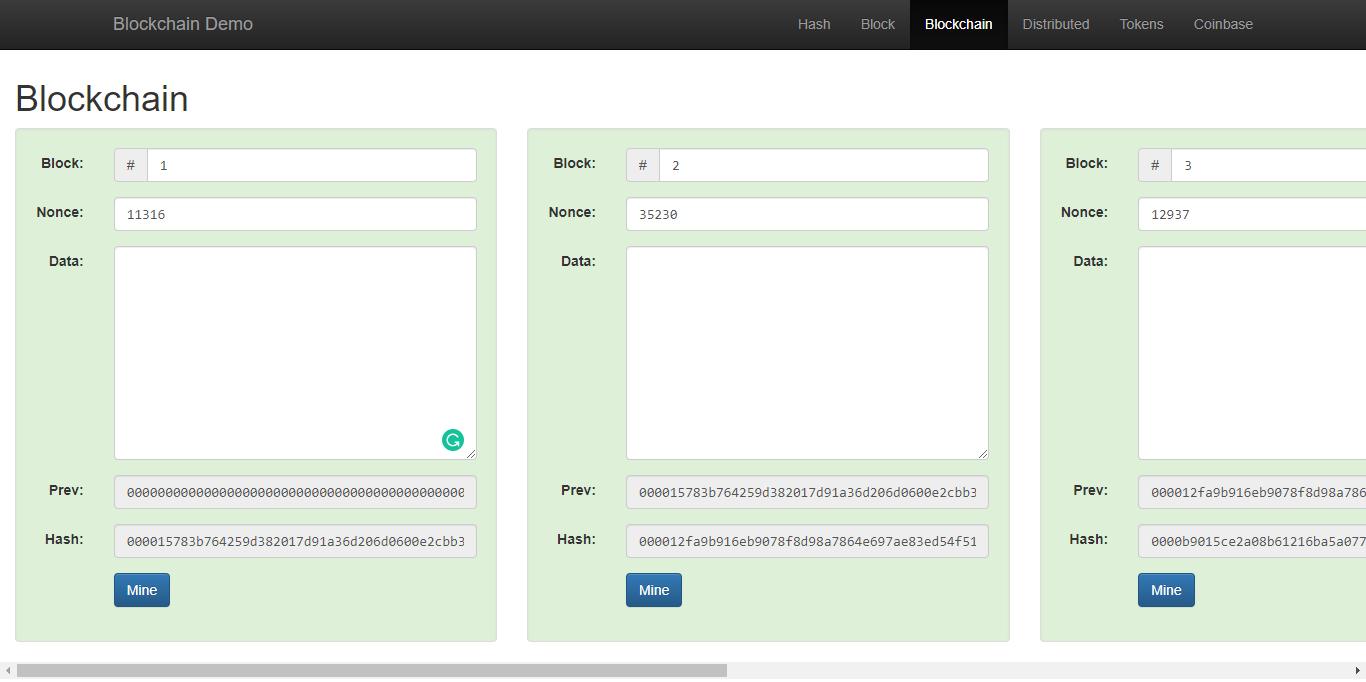 Blockchain Demo Hash Block Blockchain Distributed Tokens Coinbase
Blockchain
Block: # 1
Nonce: 11316
Data:
Prev: 00000000000000000000000000000000000000000000
Hash: 000015783b764259d382017d91a36d206d0600e2cbb3
Mine
Block: # 2
Nonce: 35230
Data:
Prev: 000015783b764259d382017d91a36d206d0600e2cbb3
Hash: 000012fa9b916eb9078f8d98a7864e697ae83ed54f51
Mine
Block: # 3
Nonce: 12937
Data:
Prev: 000012fa9b916eb9078f8d98a786
Hash: 0000b9015ce2a08b61216ba5a077
Mine